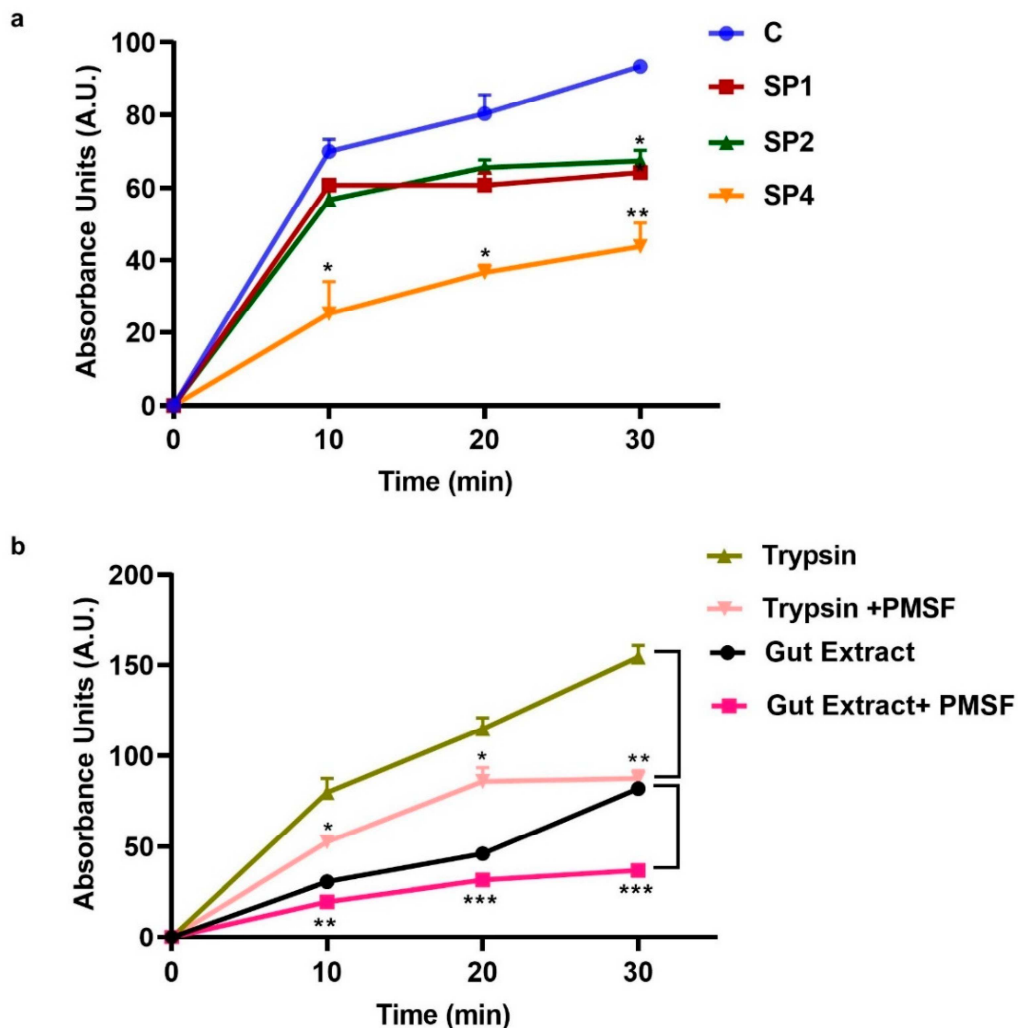 a
Absorbance Units (A.U.)
100
80
60
40
20
0
0 10 20 30
Time (min)
C
SP1
SP2
SP4
*
*
*
**
b
Absorbance Units (A.U.)
200
150
100
50
0
0 10 20 30
Time (min)
Trypsin
Trypsin +PMSF
Gut Extract
Gut Extract+ PMSF
*
*
**
**
***
***